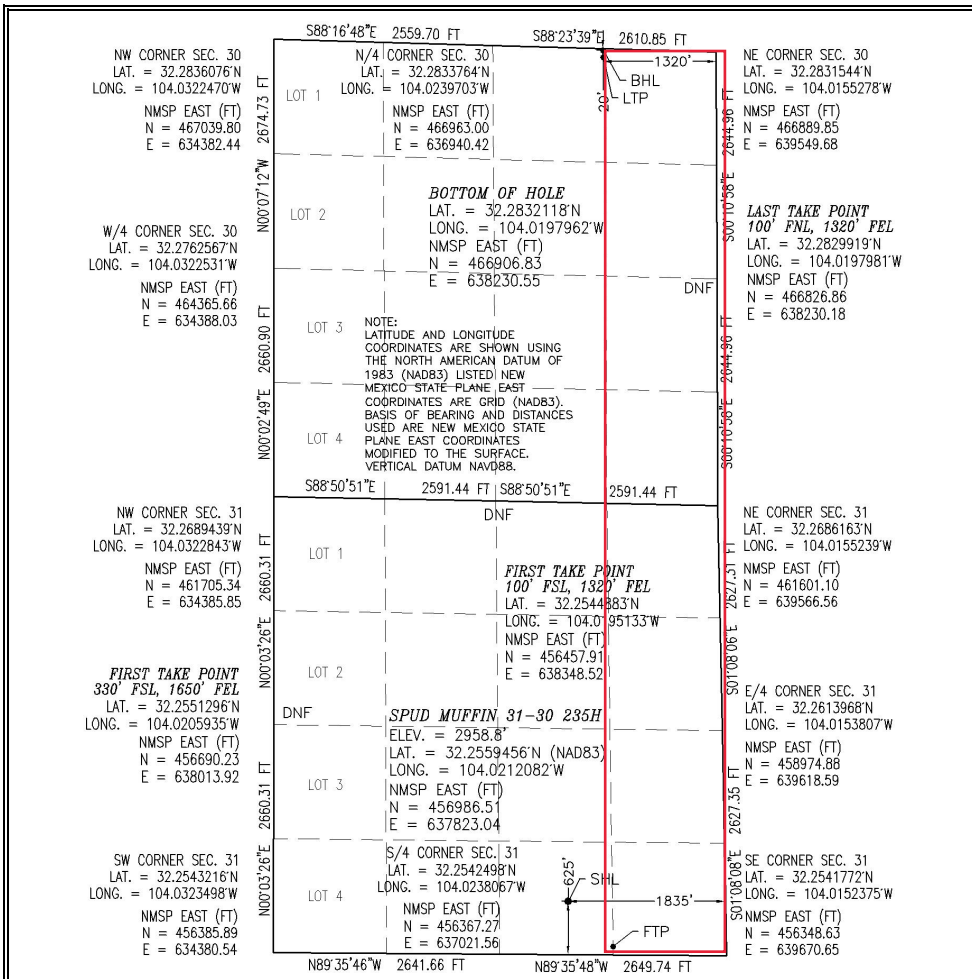 S88°16'48"E 2559.70 FT S88°23'39"E 2610.85 FT
NW CORNER SEC. 30
LAT. = 32.2836076°N
LONG. = 104.0322470°W
NMSP EAST (FT)
N = 467039.80
E = 634382.44
N/4 CORNER SEC. 30
LAT. = 32.2833764°N
LONG. = 104.0239703°W
NMSP EAST (FT)
N = 466963.00
E = 636940.42
1320'
BHL
LTP
20'
NE CORNER SEC. 30
LAT. = 32.2831544°N
LONG. = 104.0155278°W
NMSP EAST (FT)
N = 466889.85
E = 639549.68
LOT 1
2674.73 FT
N00°07'12"W
2644.96 FT
S00°10'58"E
LOT 2
BOTTOM OF HOLE
LAT. = 32.2832118°N
LONG. = 104.0197962°W
NMSP EAST (FT)
N = 466906.83
E = 638230.55
LAST TAKE POINT
100' FNL, 1320' FEL
LAT. = 32.2829919°N
LONG. = 104.0197981°W
NMSP EAST (FT)
N = 466826.86
E = 638230.18
W/4 CORNER SEC. 30
LAT. = 32.2762567°N
LONG. = 104.0322531°W
NMSP EAST (FT)
N = 464365.66
E = 634388.03
DNF
LOT 3
2660.90 FT
N00°02'49"E
NOTE:
LATITUDE AND LONGITUDE
COORDINATES ARE SHOWN USING
THE NORTH AMERICAN DATUM OF
1983 (NAD83) LISTED NEW
MEXICO STATE PLANE EAST
COORDINATES ARE GRID (NAD83).
BASIS OF BEARING AND DISTANCES
USED ARE NEW MEXICO STATE
PLANE EAST COORDINATES
MODIFIED TO THE SURFACE.
VERTICAL DATUM NAVD88.
2644.96 FT
S00°10'58"E
LOT 4
S88°50'51"E 2591.44 FT S88°50'51"E 2591.44 FT
DNF
NW CORNER SEC. 31
LAT. = 32.2689439°N
LONG. = 104.0322843°W
NMSP EAST (FT)
N = 461705.34
E = 634385.85
NE CORNER SEC. 31
LAT. = 32.2686163°N
LONG. = 104.0155239°W
NMSP EAST (FT)
N = 461601.10
E = 639566.56
LOT 1
2660.31 FT
N00°03'26"E
FIRST TAKE POINT
100' FSL, 1320' FEL
LAT. = 32.2544883°N
LONG. = 104.0195133°W
NMSP EAST (FT)
N = 456457.91
E = 638348.52
2627.31 FT
S01°08'06"E
LOT 2
FIRST TAKE POINT
330' FSL, 1650' FEL
LAT. = 32.2551296°N
LONG. = 104.0205935°W
NMSP EAST (FT)
N = 456690.23
E = 638013.92
DNF
SPUD MUFFIN 31-30 235H
ELEV. = 2958.8'
LAT. = 32.2559456°N (NAD83)
LONG. = 104.0212082°W
NMSP EAST (FT)
N = 456986.51
E = 637823.04
E/4 CORNER SEC. 31
LAT. = 32.2613968°N
LONG. = 104.0153807°W
NMSP EAST (FT)
N = 458974.88
E = 639618.59
LOT 3
2660.31 FT
N00°03'26"E
2627.35 FT
S01°08'08"E
SW CORNER SEC. 31
LAT. = 32.2543216°N
LONG. = 104.0323498°W
NMSP EAST (FT)
N = 456385.89
E = 634380.54
LOT 4
S/4 CORNER SEC. 31
LAT. = 32.2542498°N
LONG. = 104.0238067°W
NMSP EAST (FT)
N = 456367.27
E = 637021.56
625'
SHL
1835'
FTP
SE CORNER SEC. 31
LAT. = 32.2541772°N
LONG. = 104.0152375°W
NMSP EAST (FT)
N = 456348.63
E = 639670.65
N89°35'46"W 2641.66 FT N89°35'48"W 2649.74 FT